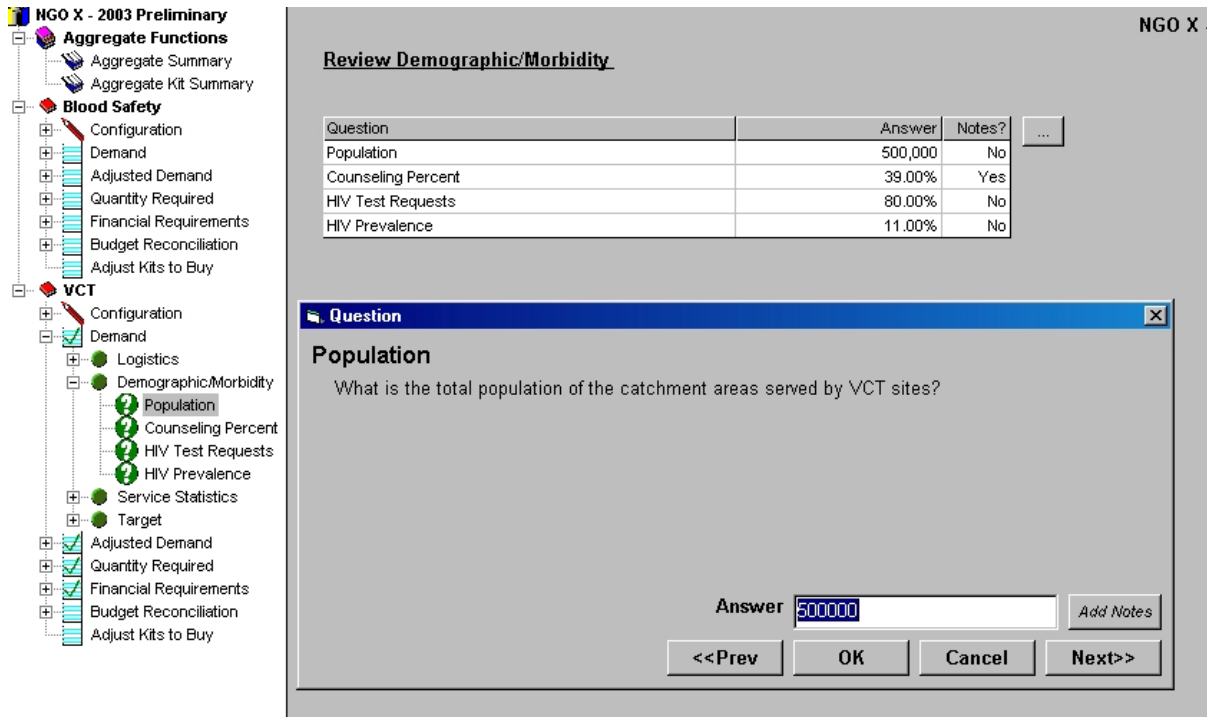 NGO X - 2003 Preliminary
Aggregate Functions
Aggregate Summary
Aggregate Kit Summary
Blood Safety
Configuration
Demand
Adjusted Demand
Quantity Required
Financial Requirements
Budget Reconciliation
Adjust Kits to Buy
VCT
Configuration
Demand
Logistics
Demographic/Morbidity
Population
Counseling Percent
HIV Test Requests
HIV Prevalence
Service Statistics
Target
Adjusted Demand
Quantity Required
Financial Requirements
Budget Reconciliation
Adjust Kits to Buy
NGO X -
Review Demographic/Morbidity
Question Answer Notes? ...
Population 500,000 No
Counseling Percent 39.00% Yes
HIV Test Requests 80.00% No
HIV Prevalence 11.00% No
Question
Population
What is the total population of the catchment areas served by VCT sites?
Answer 500000 Add Notes
<<Prev OK Cancel Next>>